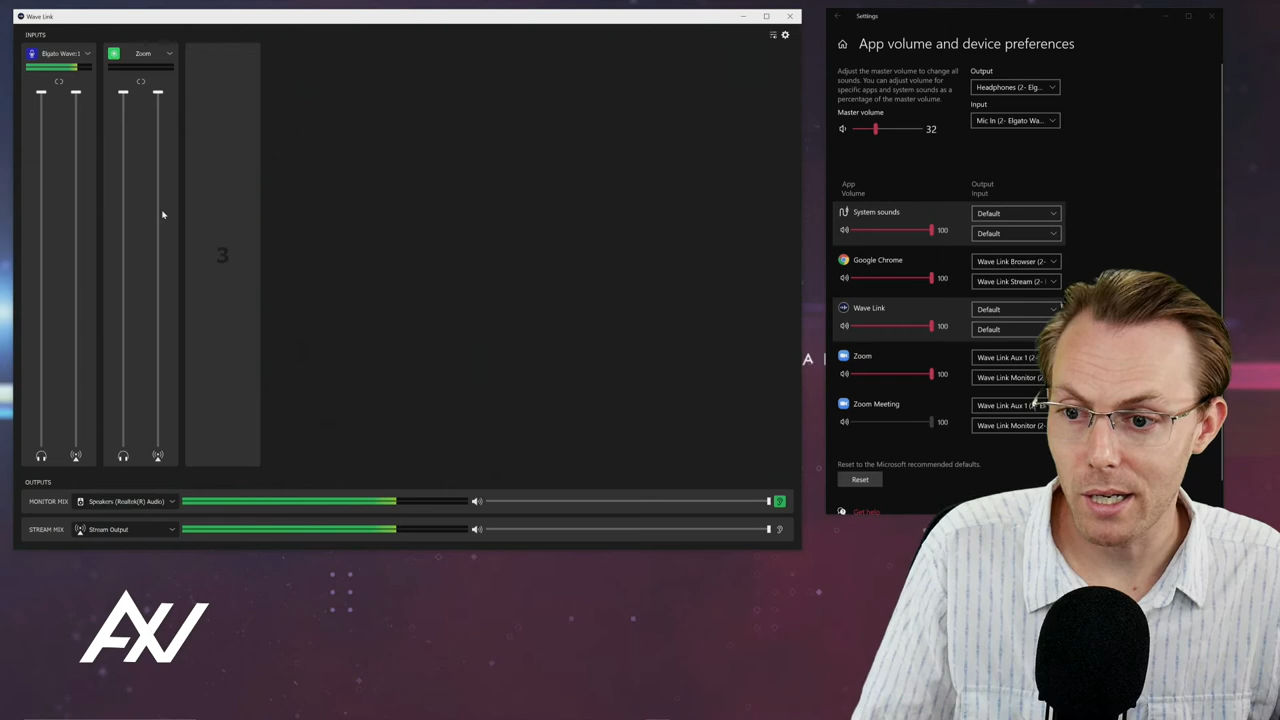 Wave Link
INPUTS
Elgato Wave:1
Zoom
3
OUTPUTS
MONITOR MIX
Speakers (Realtek(R) Audio)
STREAM MIX
Stream Output
Settings
App volume and device preferences
Adjust the master volume to change all
sounds. You can adjust volume for
specific apps and system sounds as a
percentage of the master volume.
Master volume
32
Output
Headphones (2- Elg...
Input
Mic In (2- Elgato Wa...
App
Volume
Output
Input
System sounds
100
Default
Default
Google Chrome
100
Wave Link Browser (2-
Wave Link Stream (2-
Wave Link
100
Default
Default
Zoom
100
Wave Link Aux 1 (2-
Wave Link Monitor (2-
Zoom Meeting
100
Wave Link Aux 1 (2-
Wave Link Monitor (2-
Reset to the Microsoft recommended defaults.
Reset
Get help